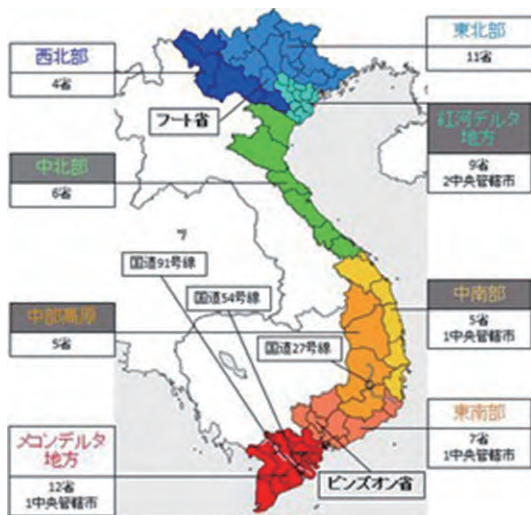 西北部
4省
東北部
11省
フート省
紅河デルタ
地方
9省
2中央管轄市
中北部
6省
国道91号線
国道54号線
中部高原
5省
中南部
5省
1中央管轄市
国道27号線
メコンデルタ
地方
12省
1中央管轄市
東南部
7省
1中央管轄市
ビンズオン省